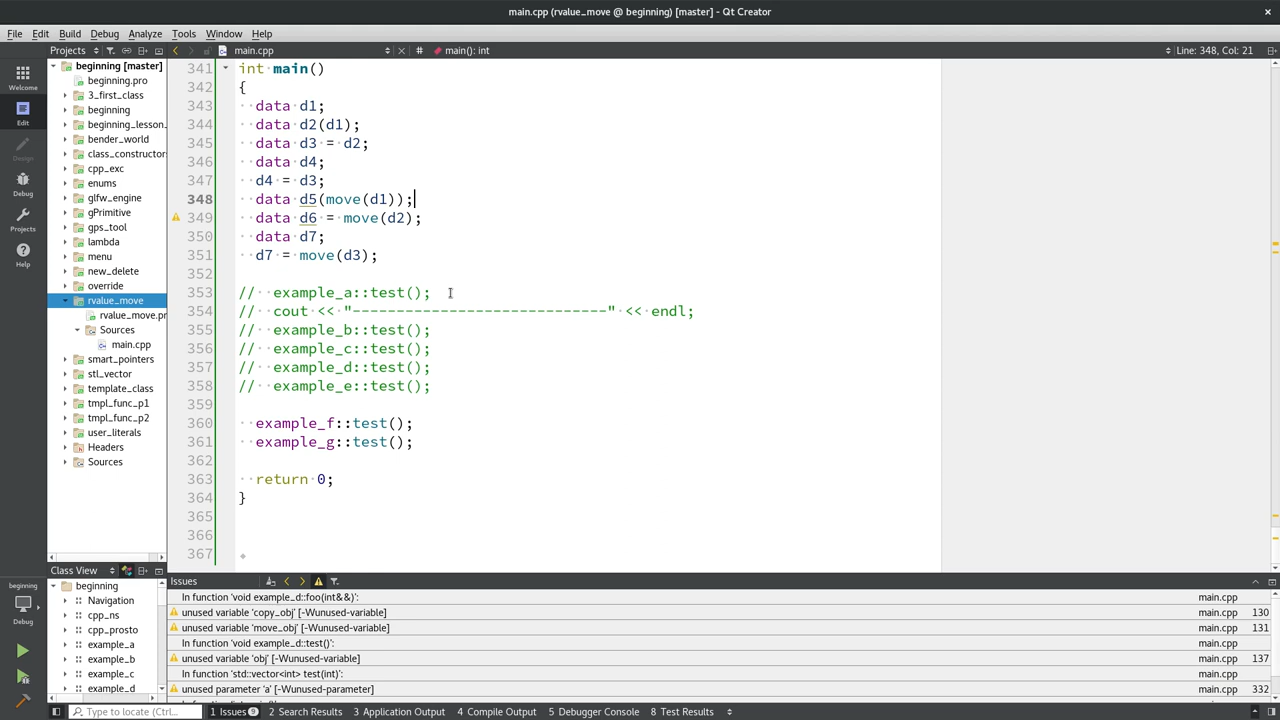 main.cpp (rvalue_move @ beginning) [master] - Qt Creator
File Edit Build Debug Analyze Tools Window Help
Projects main.cpp # main(): int Line: 348, Col: 21
Welcome
Edit
Design
Debug
Projects
Help
beginning
Debug
beginning [master]
beginning.pro
3_first_class
beginning
beginning_lesson_
bender_world
class_constructor
cpp_exc
enums
glfw_engine
gPrimitive
gps_tool
lambda
menu
new_delete
override
rvalue_move
rvalue_move.pr
Sources
main.cpp
smart_pointers
stl_vector
template_class
tmpl_func_p1
tmpl_func_p2
user_literals
Headers
Sources
Class View
beginning
Navigation
cpp_ns
cpp_prosto
example_a
example_b
example_c
example_d
341 int main()
342 {
343 data d1;
344 data d2(d1);
345 data d3 = d2;
346 data d4;
347 d4 = d3;
348 data d5(move(d1));
349 data d6 = move(d2);
350 data d7;
351 d7 = move(d3);
352
353 // example_a::test();
354 // cout << "-----------------------------" << endl;
355 // example_b::test();
356 // example_c::test();
357 // example_d::test();
358 // example_e::test();
359
360 example_f::test();
361 example_g::test();
362
363 return 0;
364 }
365
366
367
Issues
In function 'void example_d::foo(int&&)': main.cpp
unused variable 'copy_obj' [-Wunused-variable] main.cpp 130
unused variable 'move_obj' [-Wunused-variable] main.cpp 131
In function 'void example_d::test()': main.cpp
unused variable 'obj' [-Wunused-variable] main.cpp 137
In function 'std::vector<int> test(int)': main.cpp
unused parameter 'a' [-Wunused-parameter] main.cpp 332
Type to locate (Ctrl... 1 Issues 9 2 Search Results 3 Application Output 4 Compile Output 5 Debugger Console 8 Test Results